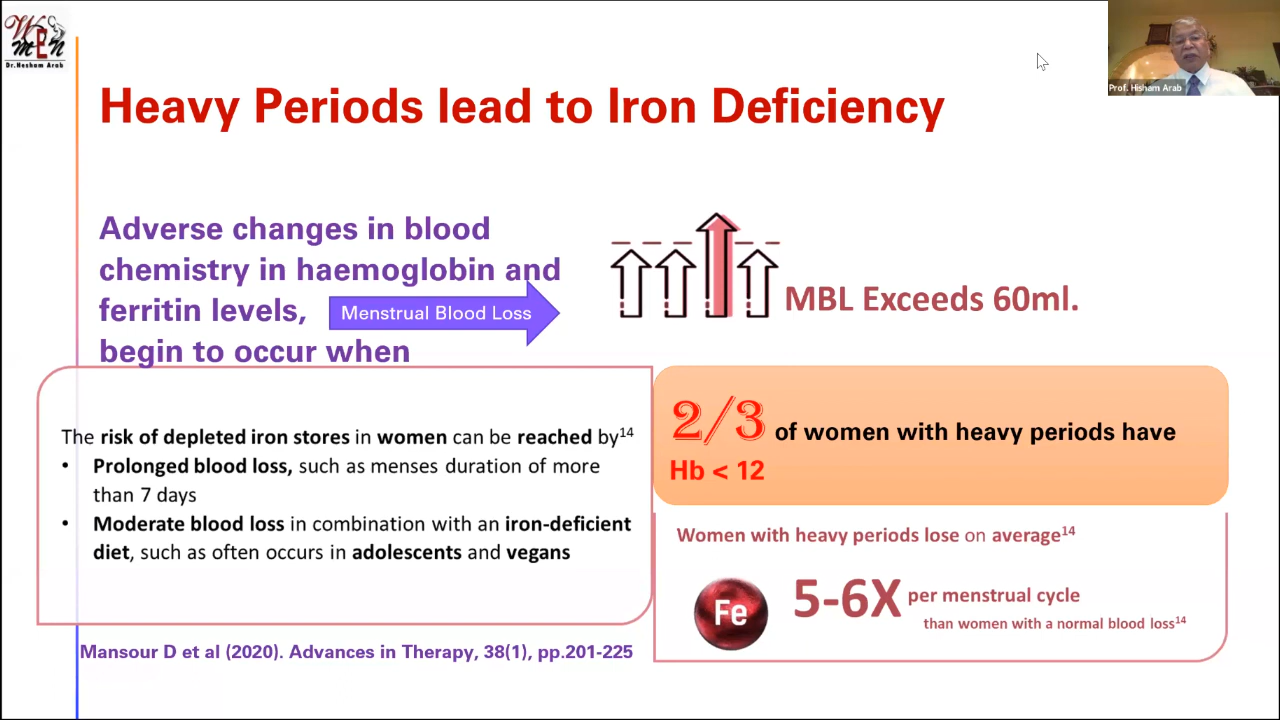 WOMEN
Dr.Hesham Arab
Prof. Hisham Arab
Heavy Periods lead to Iron Deficiency
Adverse changes in blood
chemistry in haemoglobin and
ferritin levels,
begin to occur when
Menstrual Blood Loss
MBL Exceeds 60ml.
The risk of depleted iron stores in women can be reached by14
• Prolonged blood loss, such as menses duration of more
than 7 days
• Moderate blood loss in combination with an iron-deficient
diet, such as often occurs in adolescents and vegans
2/3 of women with heavy periods have
Hb < 12
Women with heavy periods lose on average14
Fe
5-6X per menstrual cycle
than women with a normal blood loss14
Mansour D et al (2020). Advances in Therapy, 38(1), pp.201-225